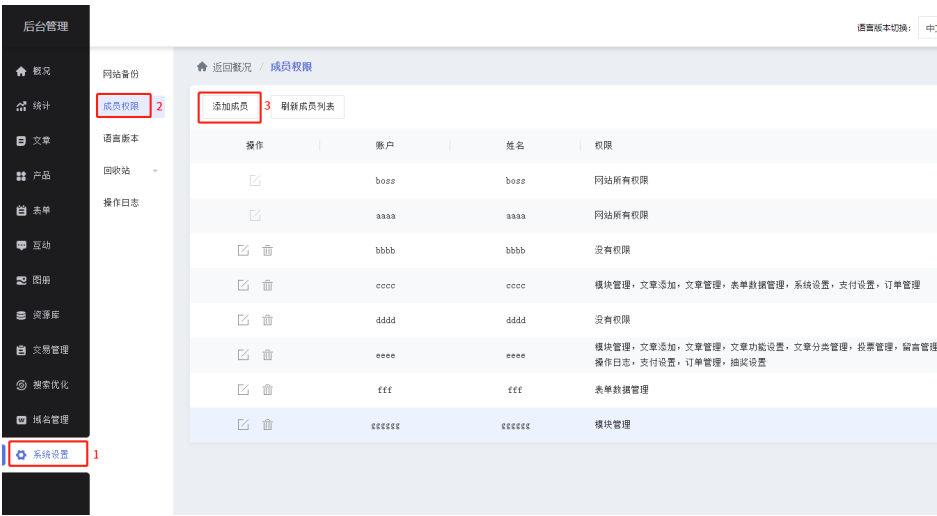 后台管理
语言版本切换：
概况
统计
文章
产品
表单
互动
图册
资源库
交易管理
搜索优化
域名管理
系统设置 1
网站备份
成员权限 2
语言版本
回收站
操作日志
返回概况 / 成员权限
添加成员 3 刷新成员列表
操作 账户 姓名 权限
boss boss 网站所有权限
aaaa aaaa 网站所有权限
bbbb bbbb 没有权限
cccc cccc 模块管理，文章添加，文章管理，表单数据管理，系统设置，支付设置，订单管理
dddd dddd 没有权限
eeee eeee 模块管理，文章添加，文章管理，文章功能设置，文章分类管理，投票管理，留言管理
操作日志，支付设置，订单管理，抽奖设置
fff fff 表单数据管理
gggggg gggggg 模块管理